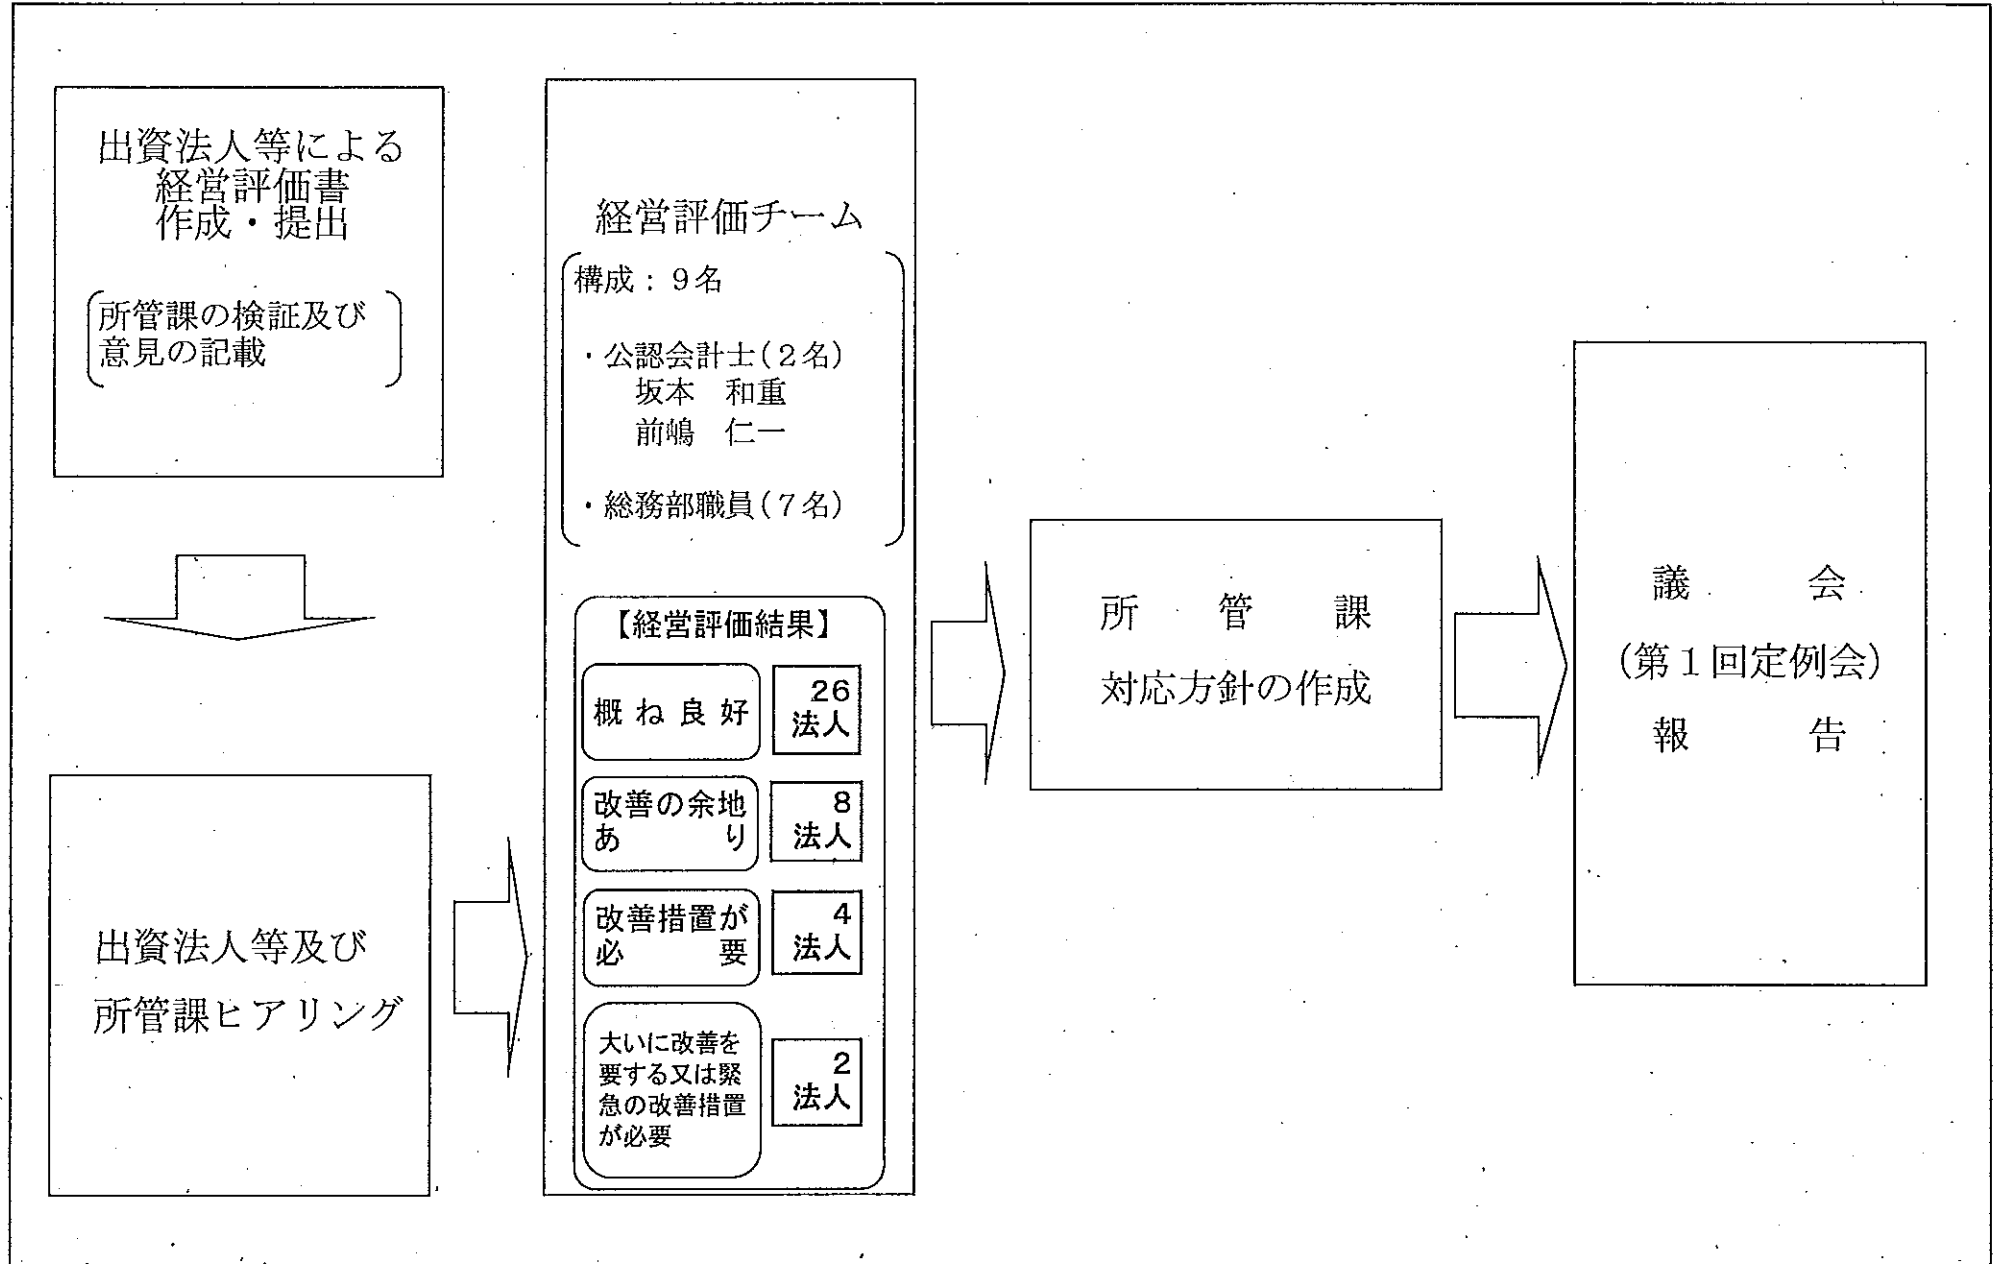 出資法人等による
経営評価書
作成・提出
所管課の検証及び
意見の記載
出資法人等及び
所管課ヒアリング
経営評価チーム
構成：９名
・公認会計士(２名)
坂本　和重
前嶋　仁一
・総務部職員(７名)
【経営評価結果】
概ね良好
26
法人
改善の余地
あり
8
法人
改善措置が
必要
4
法人
大いに改善を
要する又は緊
急の改善措置
が必要
2
法人
所管課
対応方針の作成
議会
(第１回定例会)
報告